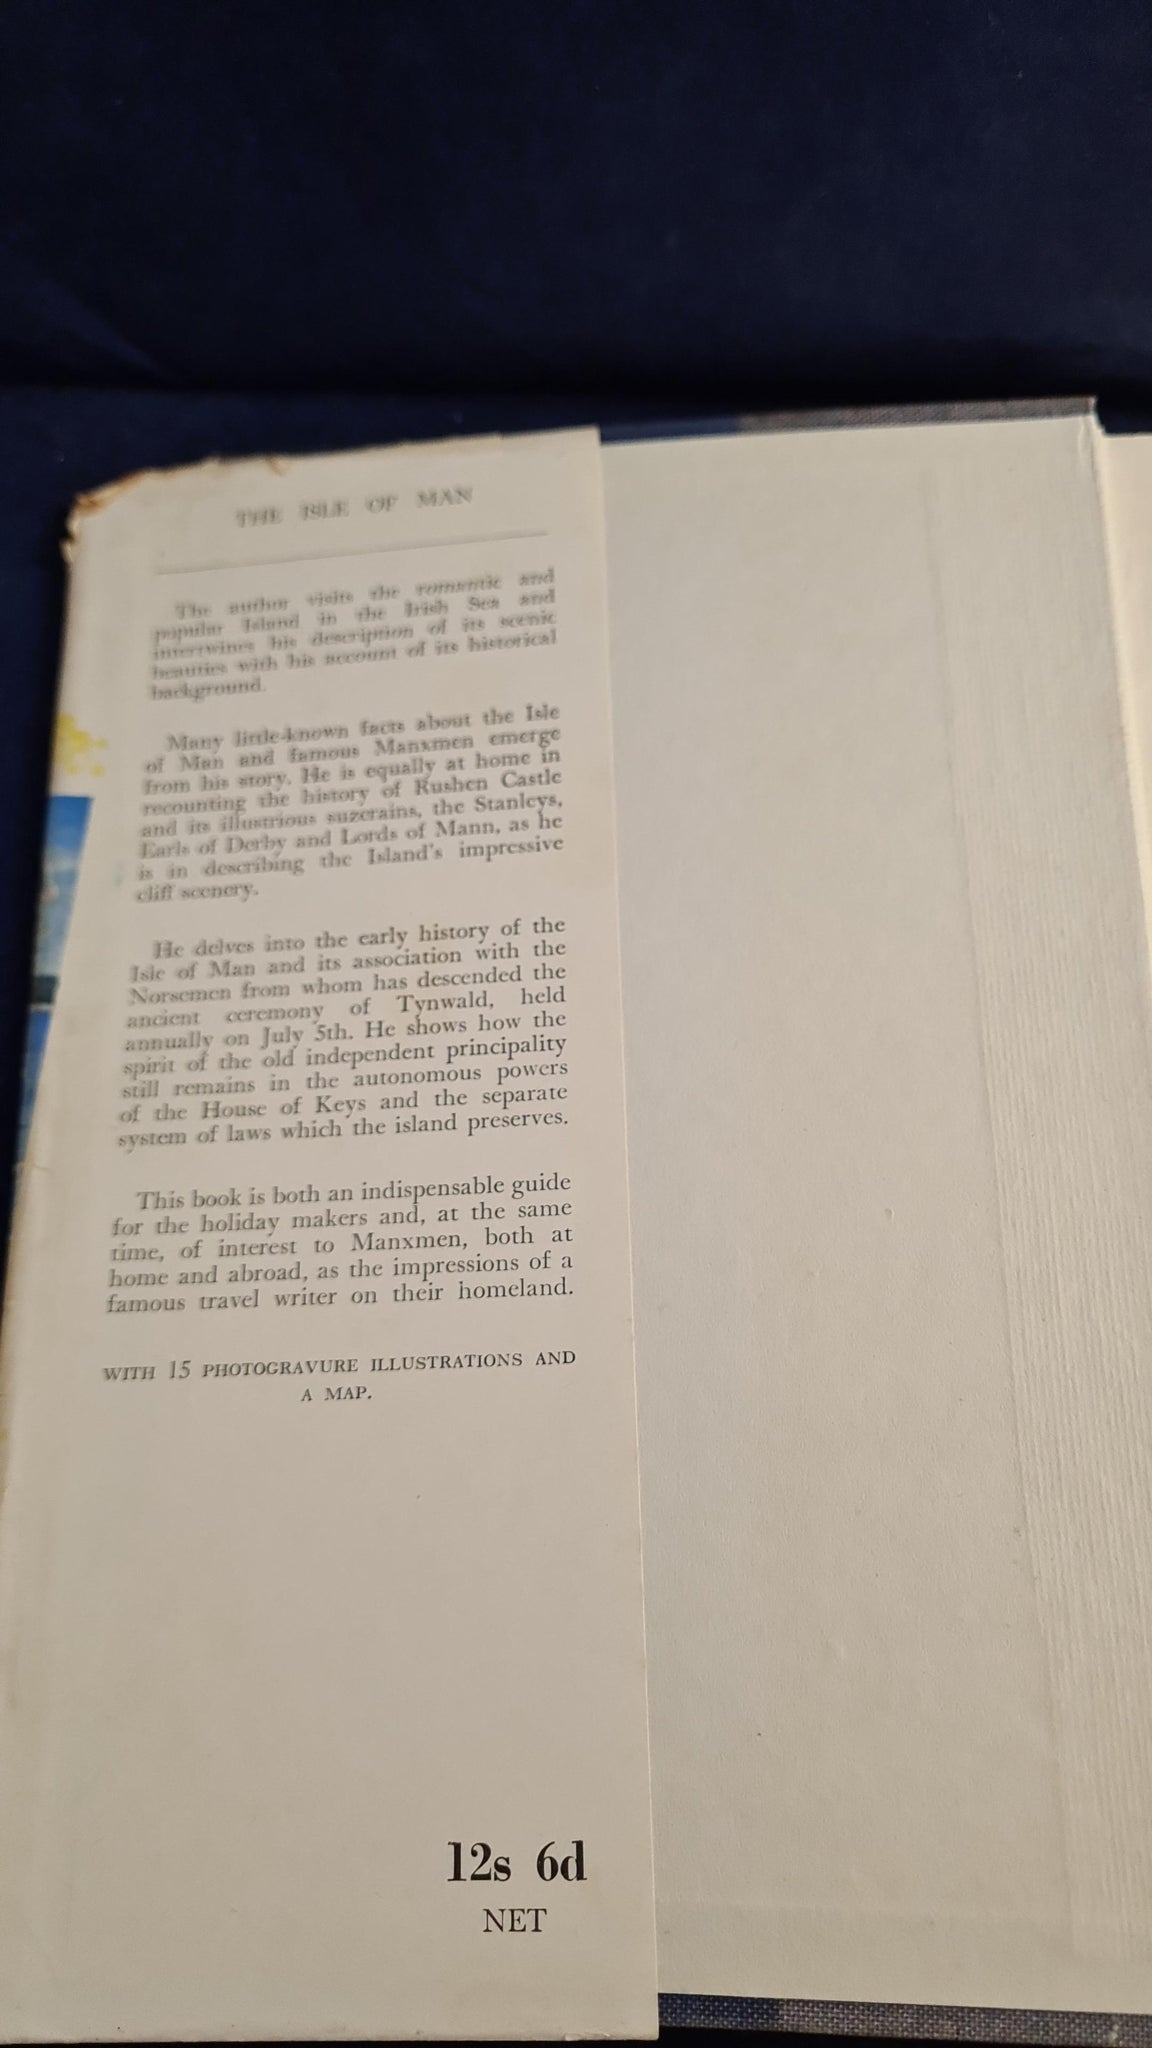 THE ISLE OF MAN
The author visits the romantic and
popular Island in the Irish Sea and
intertwines his description of its scenic
beauties with his account of its historical
background.
Many little-known facts about the Isle
of Man and famous Manxmen emerge
from his story. He is equally at home in
recounting the history of Rushen Castle
and its illustrious suzerains, the Stanleys,
Earls of Derby and Lords of Mann, as he
is in describing the Island's impressive
cliff scenery.
He delves into the early history of the
Isle of Man and its association with the
Norsemen from whom has descended the
ancient ceremony of Tynwald, held
annually on July 5th. He shows how the
spirit of the old independent principality
still remains in the autonomous powers
of the House of Keys and the separate
system of laws which the island preserves.
This book is both an indispensable guide
for the holiday makers and, at the same
time, of interest to Manxmen, both at
home and abroad, as the impressions of a
famous travel writer on their homeland.
WITH 15 PHOTOGRAVURE ILLUSTRATIONS AND
A MAP.
12s 6d
NET